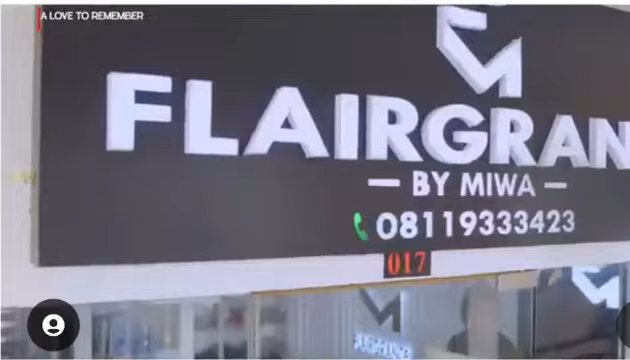 A LOVE TO REMEMBER
FLAIRGRAN
— BY MIWA —
08119333423
017